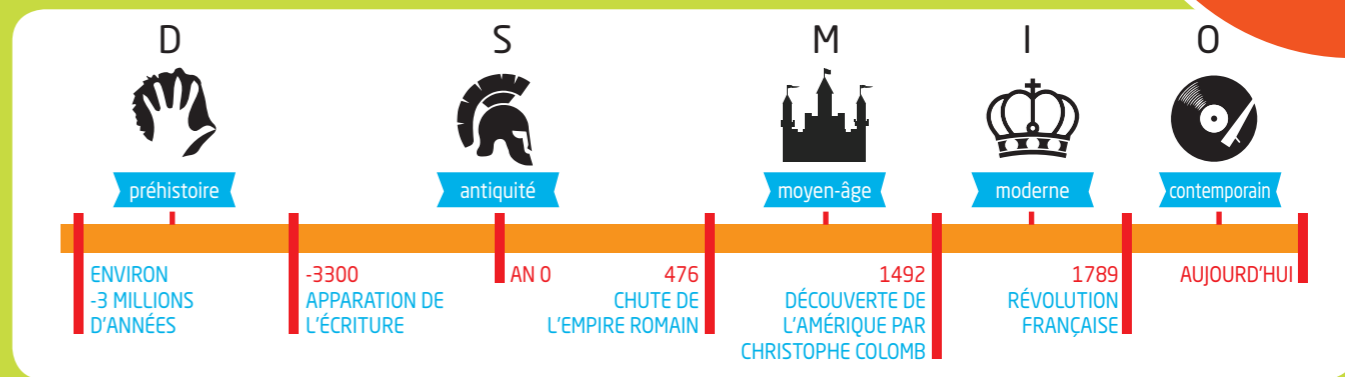 D
S
M
I
O
préhistoire
antiquité
moyen-âge
moderne
contemporain
ENVIRON
-3 MILLIONS
D'ANNÉES
-3300
APPARATION DE
L'ÉCRITURE
AN 0
476
CHUTE DE
L'EMPIRE ROMAIN
1492
DÉCOUVERTE DE
L'AMÉRIQUE PAR
CHRISTOPHE COLOMB
1789
RÉVOLUTION
FRANÇAISE
AUJOURD'HUI